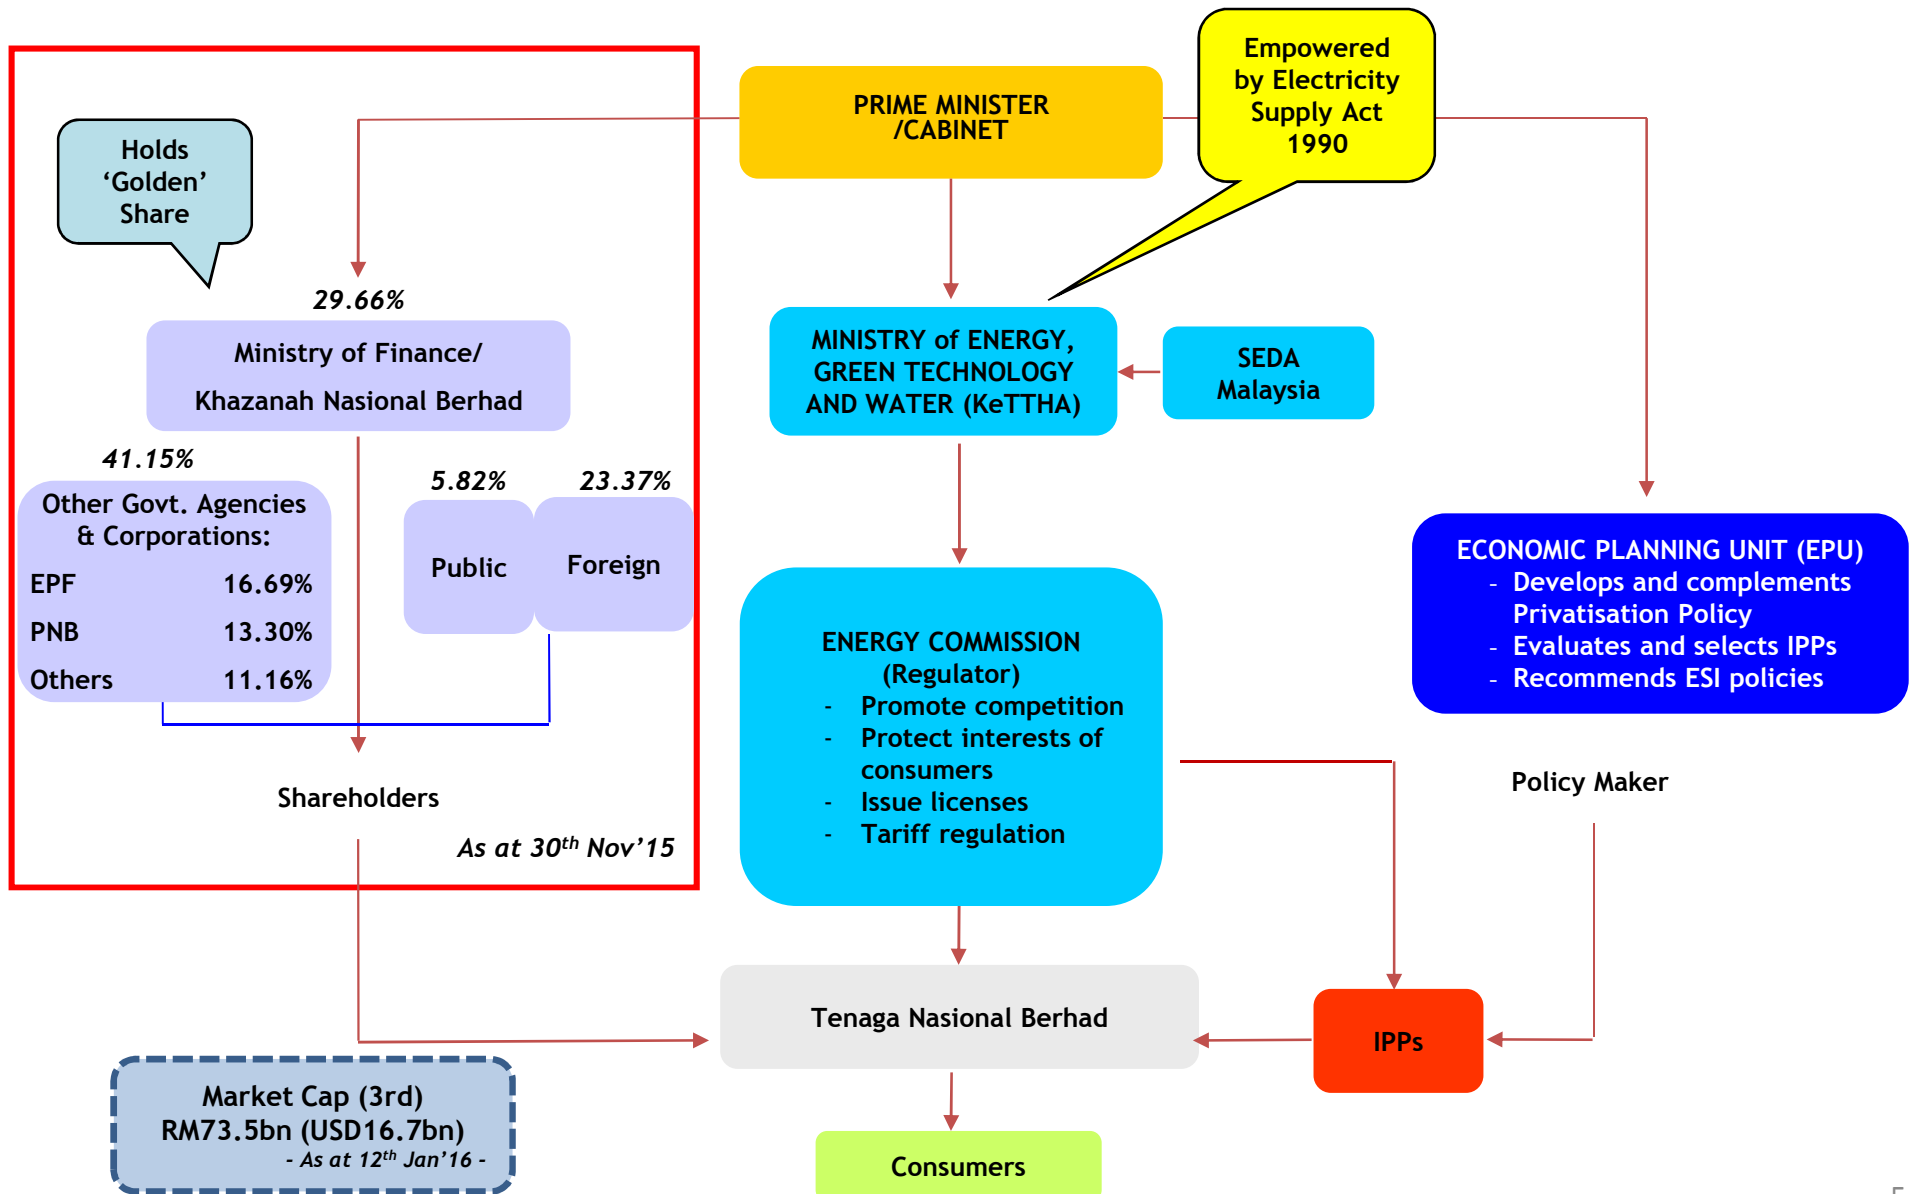 Empowered
by Electricity
Supply Act
1990
PRIME MINISTER
/CABINET
Holds
‘Golden’
Share
29.66%
Ministry of Finance/
Khazanah Nasional Berhad
MINISTRY of ENERGY,
GREEN TECHNOLOGY
AND WATER (KeTTHA)
SEDA
Malaysia
41.15%
Other Govt. Agencies
& Corporations:
EPF 16.69%
PNB 13.30%
Others 11.16%
5.82%
Public
23.37%
Foreign
Shareholders
As at 30th Nov’15
ENERGY COMMISSION
(Regulator)
- Promote competition
- Protect interests of
consumers
- Issue licenses
- Tariff regulation
ECONOMIC PLANNING UNIT (EPU)
- Develops and complements
Privatisation Policy
- Evaluates and selects IPPs
- Recommends ESI policies
Policy Maker
Tenaga Nasional Berhad
IPPs
Market Cap (3rd)
RM73.5bn (USD16.7bn)
- As at 12th Jan’16 -
Consumers